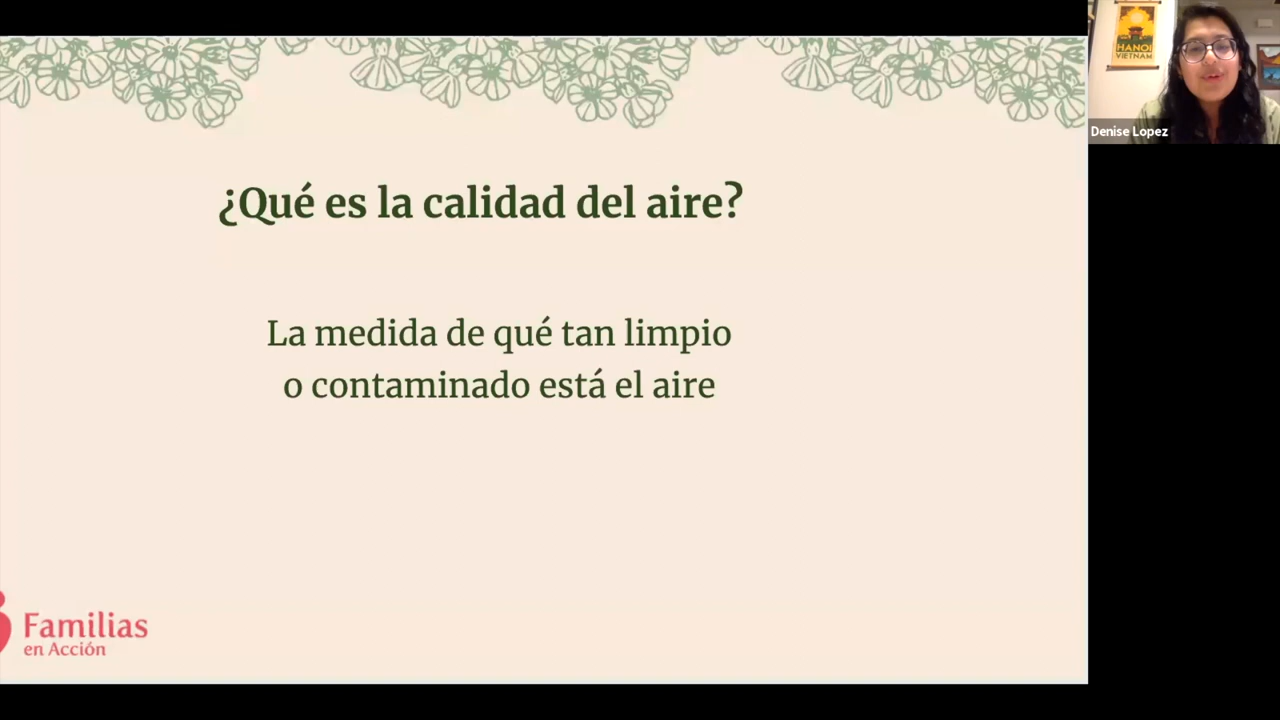 ¿Qué es la calidad del aire?
La medida de qué tan limpio
o contaminado está el aire
Familias
en Acción
HANOI
VIETNAM
Denise Lopez